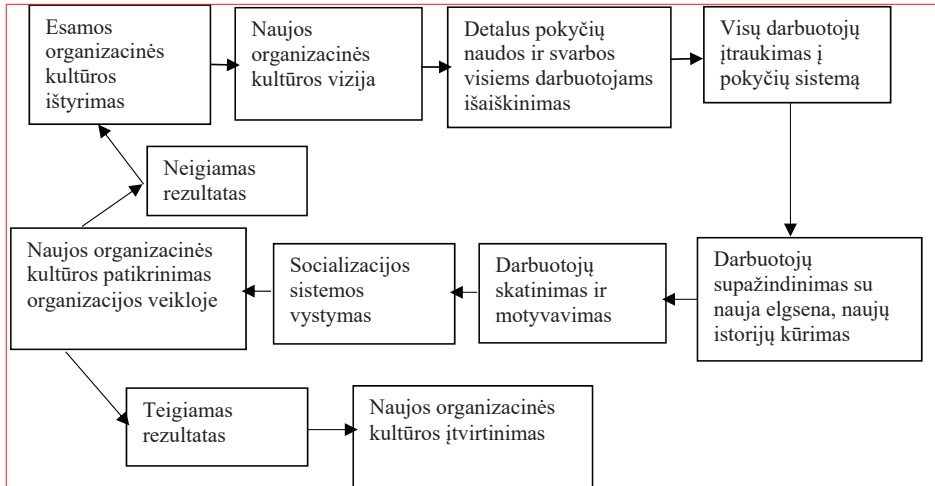 Esamos
organizacinės
kultūros
ištyrimas
Naujos
organizacinės
kultūros vizija
Detalus pokyčių
naudos ir svarbos
visiems darbuotojams
išaiškinimas
Visų darbuotojų
įtraukimas į
pokyčių sistemą
Neigiamas
rezultatas
Naujos organizacinės
kultūros patikrinimas
organizacijos veikloje
Socializacijos
sistemos
vystymas
Darbuotojų
skatinimas ir
motyvavimas
Darbuotojų
supažindinimas su
nauja elgsena, naujų
istorijų kūrimas
Teigiamas
rezultatas
Naujos organizacinės
kultūros įtvirtinimas